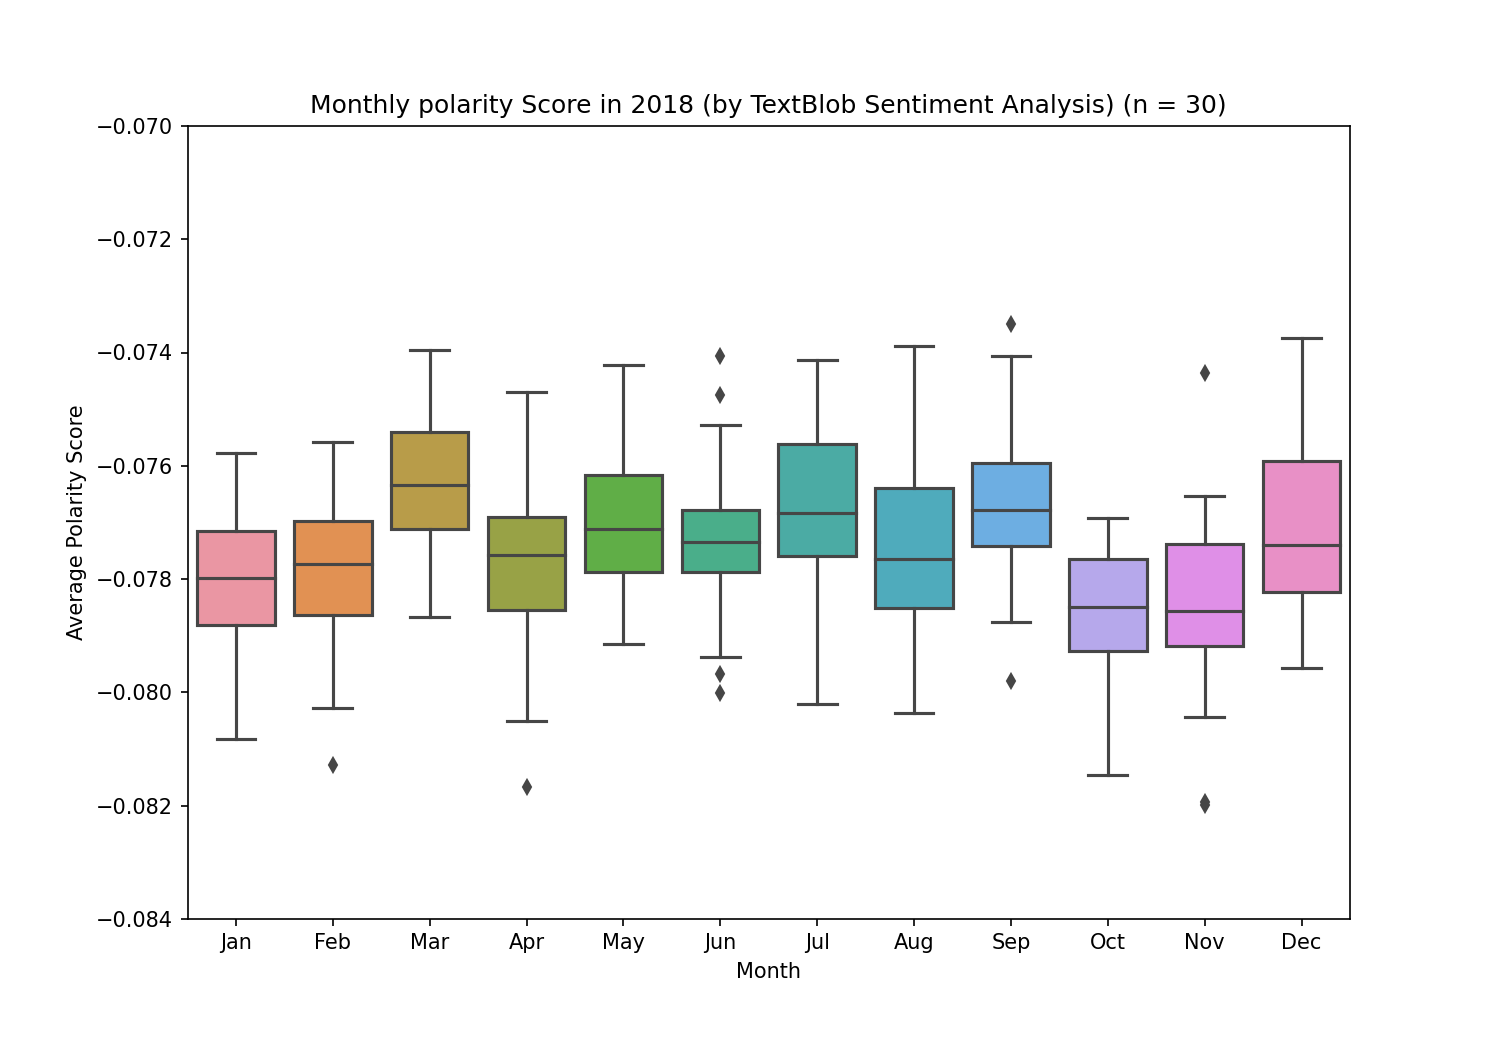 Monthly polarity Score in 2018 (by TextBlob Sentiment Analysis) (n = 30)
−0.070
−0.072
−0.074
−0.076
−0.078
−0.080
−0.082
−0.084
Average Polarity Score
Jan Feb Mar Apr May Jun Jul Aug Sep Oct Nov Dec
Month